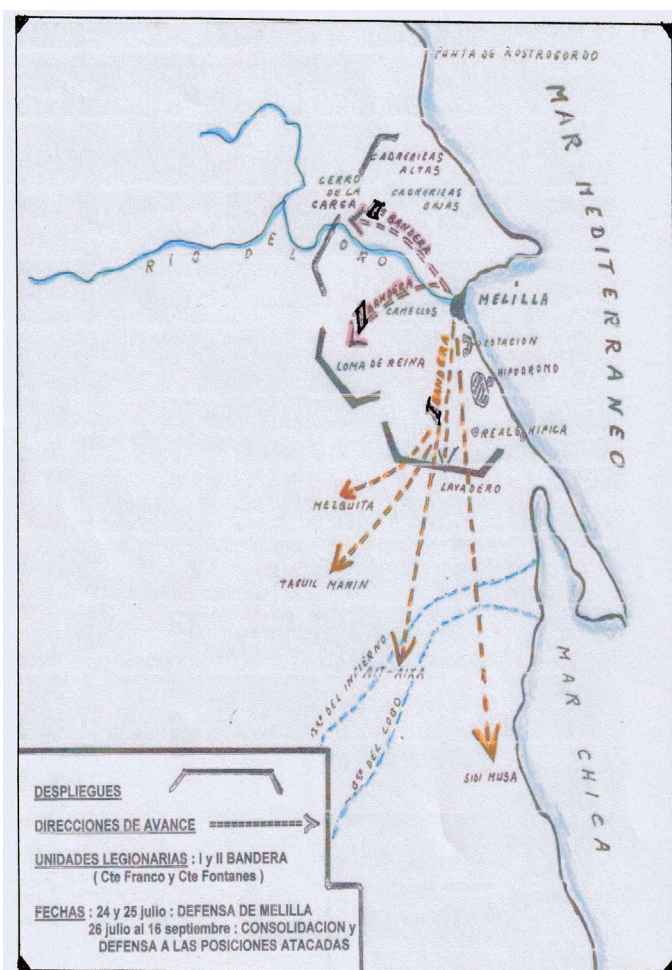 PUNTA DE ROSTROGORDO
MAR MEDITERRANEO
CABRERIZAS
ALTAS
CERRO
DE LA
CARGA
CABRERIZAS
BAJAS
II BANDERA
RIO DEL ORO
MELILLA
II BANDERA
CAMELLOS
ESTACION
LOMA DE REINA
HIPODROMO
I BANDERA
REAL HIPICA
LAVADERO
MEZQUITA
TAGUIL MANIN
BCO DEL INFIERNO
AIT-AIXA
BCO DEL LOBO
SIDI MUSA
MAR CHICA
DESPLIEGUES
DIRECCIONES DE AVANCE
UNIDADES LEGIONARIAS : I y II BANDERA
( Cte Franco y Cte Fontanes )
FECHAS : 24 y 25 julio : DEFENSA DE MELILLA
26 julio al 16 septiembre : CONSOLIDACION y
DEFENSA A LAS POSICIONES ATACADAS